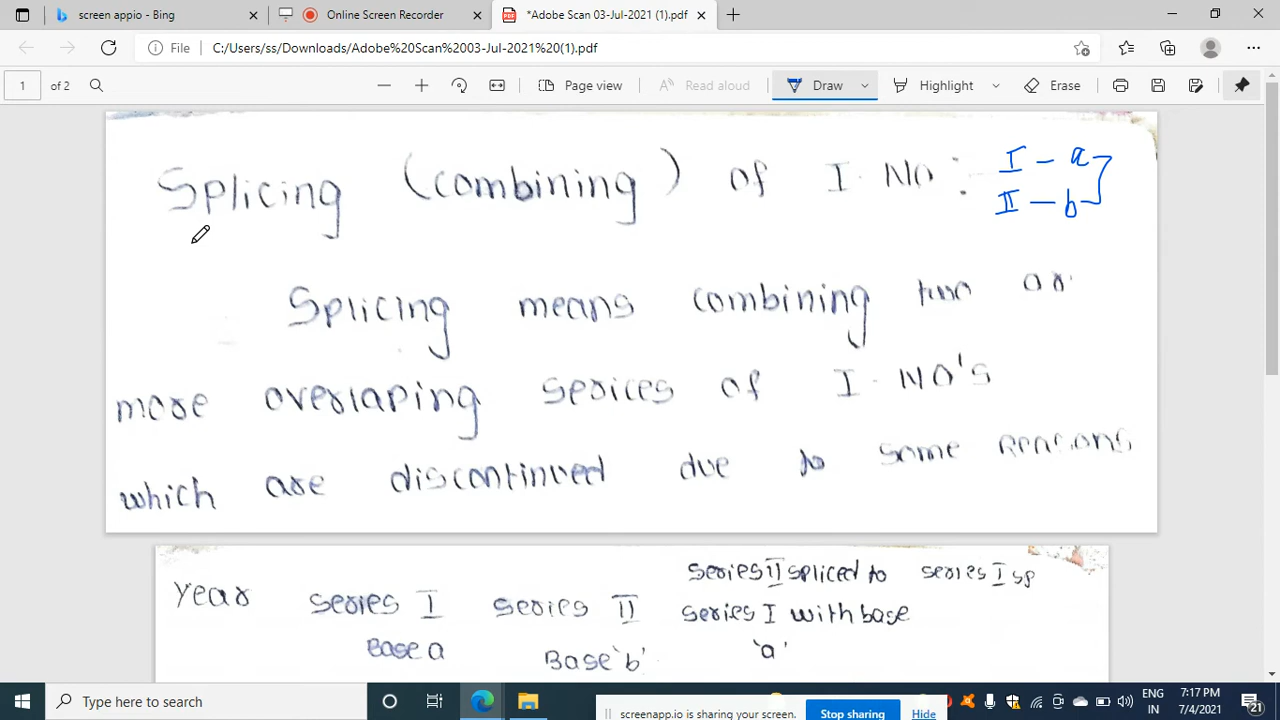 screen appio - Bing
Online Screen Recorder
*Adobe Scan 03-Jul-2021 (1).pdf
File
C:/Users/ss/Downloads/Adobe%20Scan%2003-Jul-2021%20(1).pdf
1 of 2
Page view
Read aloud
Draw
Highlight
Erase
Splicing (combining) of I.NO: I - a
II - b
Splicing means combining two or
more overlaping serices of I.NO's
which are discontinued due to some reasons
Year series I series II series II spliced to series I sp
series I with base
Base a Base 'b' 'a'
Type here to search
screenapp.io is sharing your screen.
Stop sharing
Hide
ENG
IN
7:17 PM
7/4/2021
21